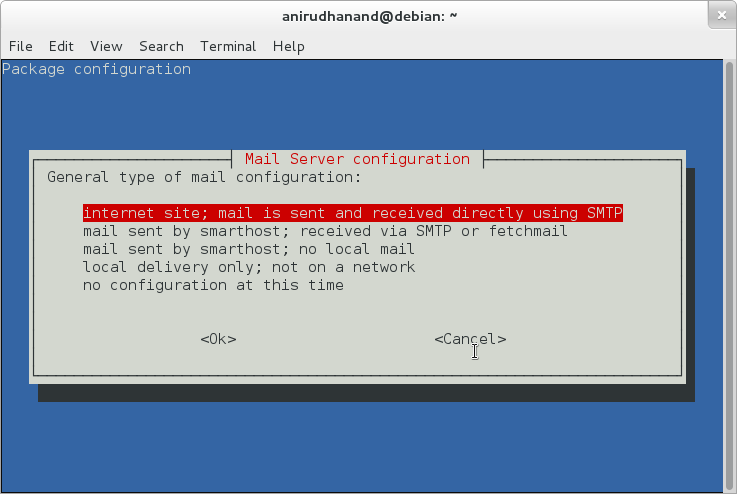 anirudhanand@debian: ~
File Edit View Search Terminal Help
Package configuration
Mail Server configuration
General type of mail configuration:
internet site; mail is sent and received directly using SMTP
mail sent by smarthost; received via SMTP or fetchmail
mail sent by smarthost; no local mail
local delivery only; not on a network
no configuration at this time
<Ok> <Cancel>